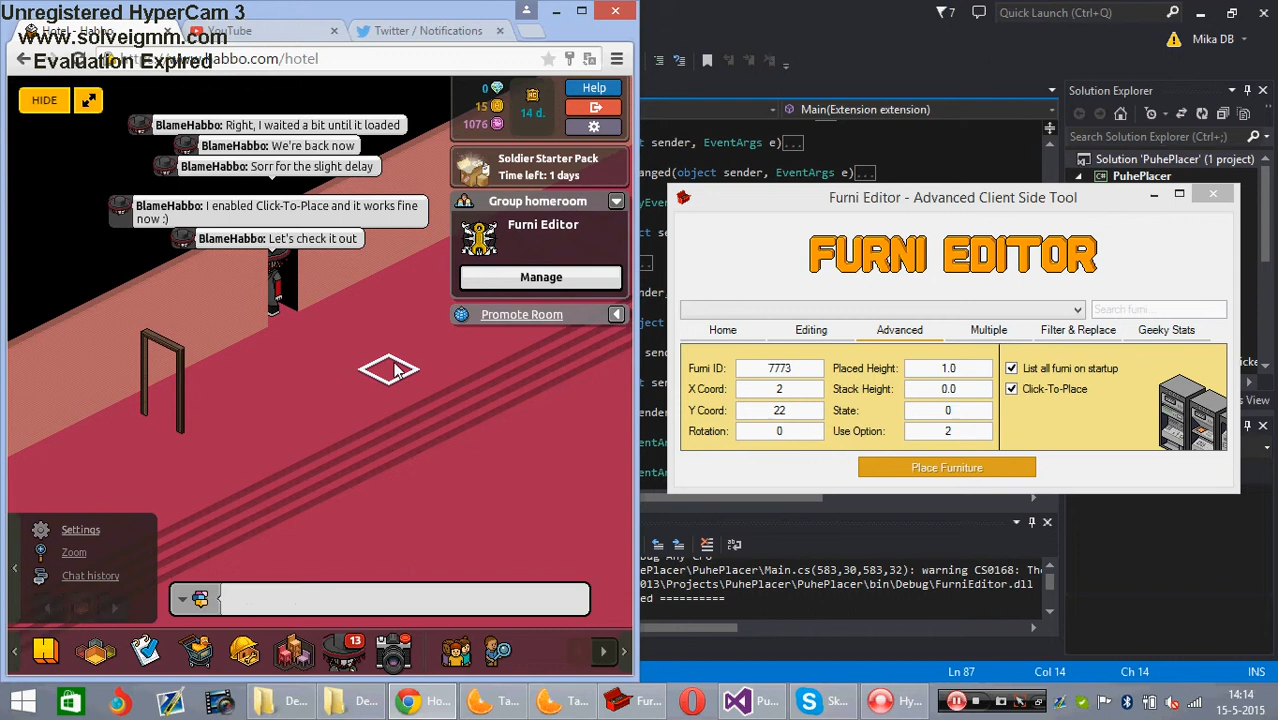 Unregistered HyperCam 3
www.solveigmm.com
Evaluation Expired
YouTube
Twitter / Notifications
Quick Launch (Ctrl+Q)
7
Mika DB
HIDE
0
15
1076
14 d.
Help
BlameHabbo: Right, I waited a bit until it loaded
BlameHabbo: We're back now
BlameHabbo: Sorr for the slight delay
BlameHabbo: I enabled Click-To-Place and it works fine
now :)
BlameHabbo: Let's check it out
Soldier Starter Pack
Time left: 1 days
Group homeroom
Furni Editor
Manage
Promote Room
Settings
Zoom
Chat history
13
Main(Extension extension)
sender, EventArgs e)
sender, EventArgs e)
Solution Explorer
Search Solution Explorer (Ctrl+;)
Solution 'PuhePlacer' (1 project)
PuhePlacer
Furni Editor - Advanced Client Side Tool
FURNI EDITOR
Search furni...
Home
Editing
Advanced
Multiple
Filter & Replace
Geeky Stats
Furni ID: 7773
X Coord: 2
Y Coord: 22
Rotation: 0
Placed Height: 1.0
Stack Height: 0.0
State: 0
Use Option: 2
List all furni on startup
Click-To-Place
Place Furniture
PuhePlacer\Main.cs(583,30,583,32): warning CS0168:
2013\Projects\PuhePlacer\PuhePlacer\bin\Debug\FurniEditor.dll
==========
Ln 87
Col 14
Ch 14
INS
14:14
15-5-2015